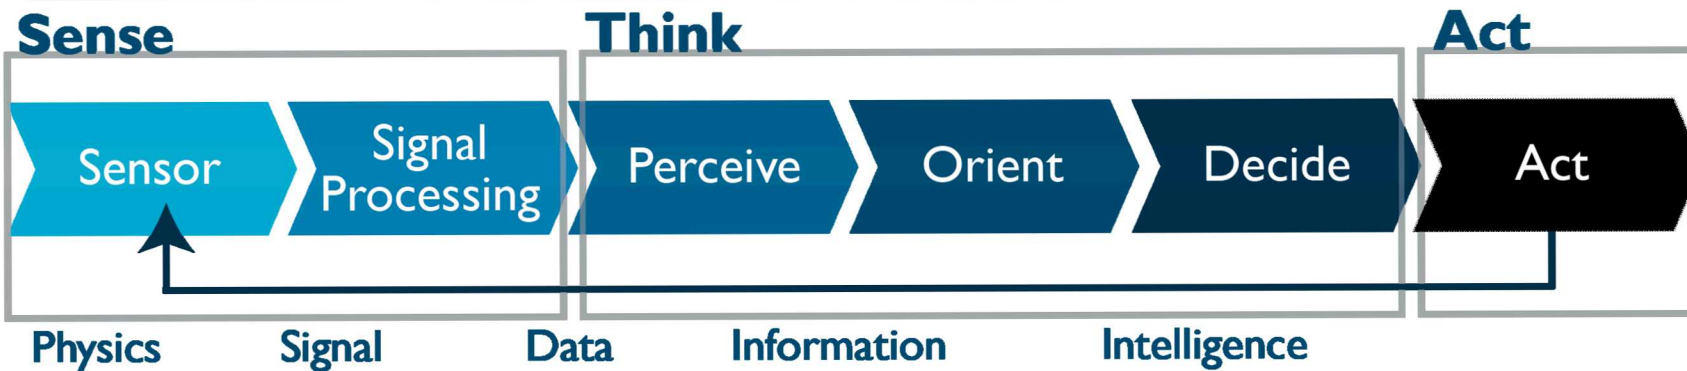 Sense
Think
Act
Sensor
Signal
Processing
Perceive
Orient
Decide
Act
Physics
Signal
Data
Information
Intelligence